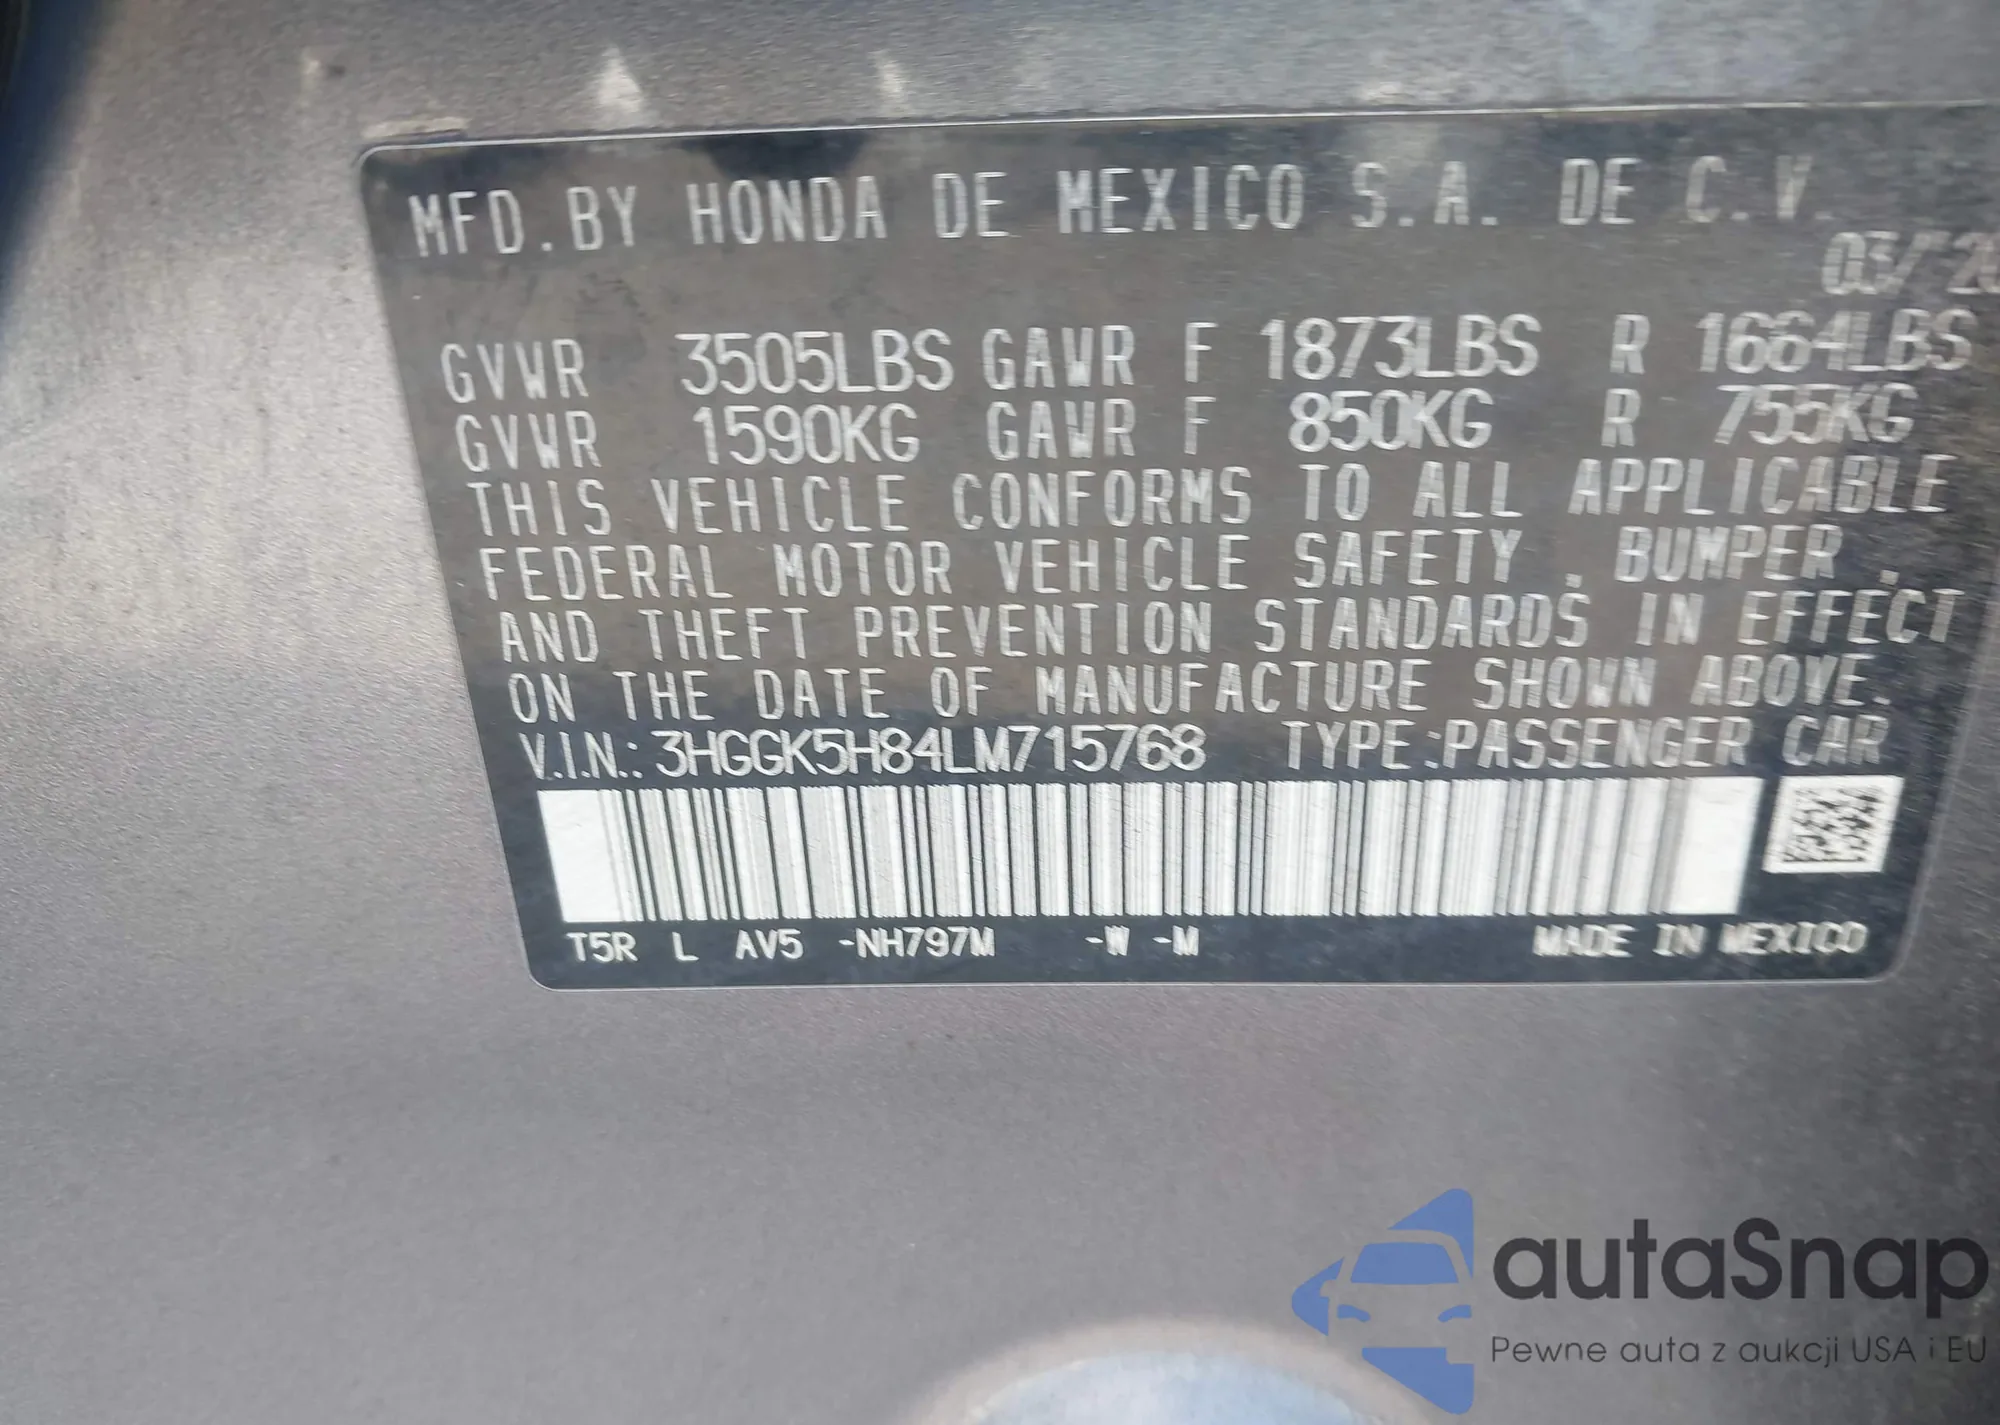 MFD. BY HONDA DE MEXICO S.A. DE C.V.
03/20
GVWR 3505LBS GAWR F 1873LBS R 1664LBS
GVWR 1590KG GAWR F 850KG R 755KG
THIS VEHICLE CONFORMS TO ALL APPLICABLE
FEDERAL MOTOR VEHICLE SAFETY , BUMPER ,
AND THEFT PREVENTION STANDARDS IN EFFECT
ON THE DATE OF MANUFACTURE SHOWN ABOVE.
V.I.N.: 3HGGK5H84LM715768 TYPE:PASSENGER CAR
T5R L AV5 -NH797M -W -M MADE IN MEXICO
autaSnap
Pewne auta z aukcji USA i EU